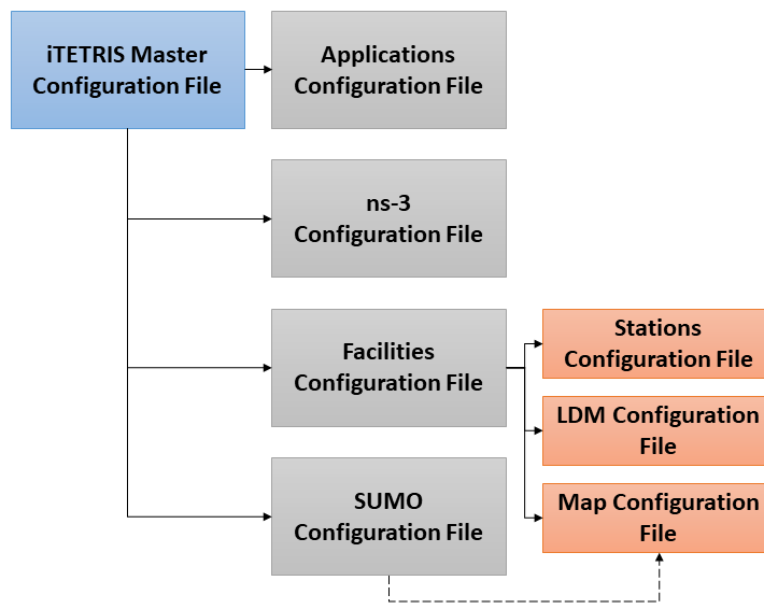 iTETRIS Master
Configuration File
Applications
Configuration File
ns-3
Configuration File
Facilities
Configuration File
Stations
Configuration File
LDM Configuration
File
SUMO
Configuration File
Map Configuration
File